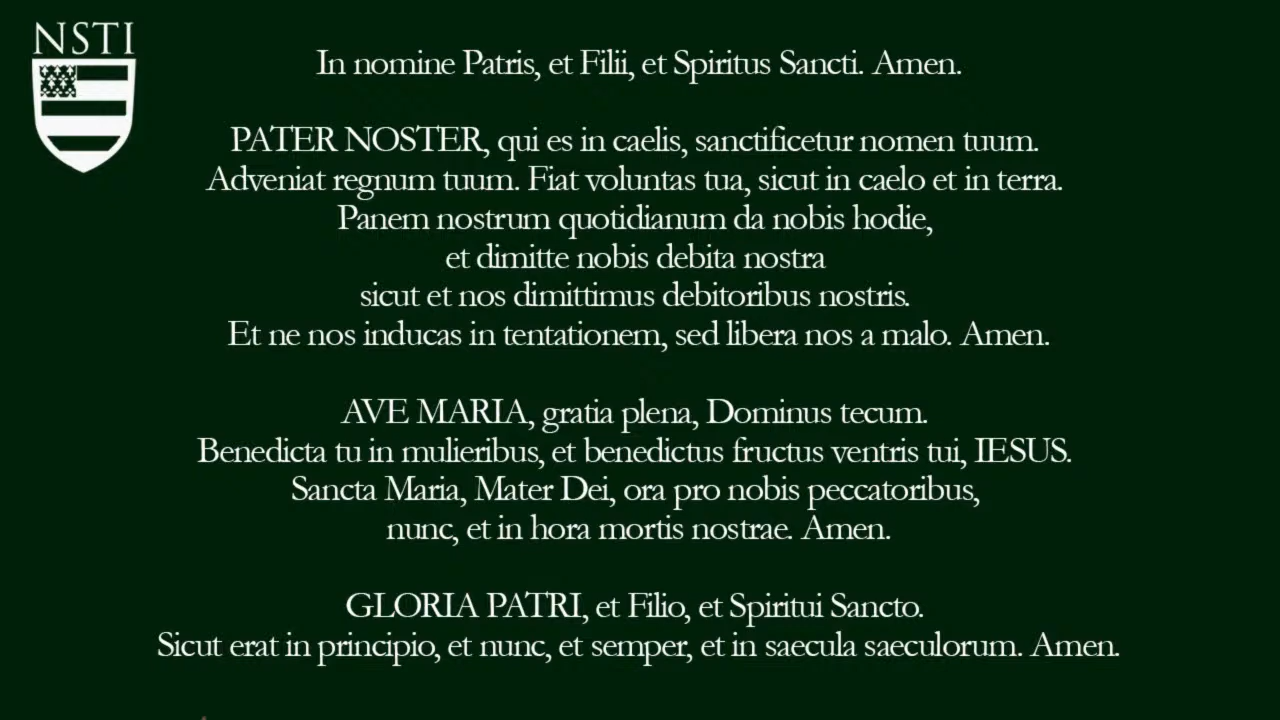 NSTI
In nomine Patris, et Filii, et Spiritus Sancti. Amen.
PATER NOSTER, qui es in caelis, sanctificetur nomen tuum.
Adveniat regnum tuum. Fiat voluntas tua, sicut in caelo et in terra.
Panem nostrum quotidianum da nobis hodie,
et dimitte nobis debita nostra
sicut et nos dimittimus debitoribus nostris.
Et ne nos inducas in tentationem, sed libera nos a malo. Amen.
AVE MARIA, gratia plena, Dominus tecum.
Benedicta tu in mulieribus, et benedictus fructus ventris tui, IESUS.
Sancta Maria, Mater Dei, ora pro nobis peccatoribus,
nunc, et in hora mortis nostrae. Amen.
GLORIA PATRI, et Filio, et Spiritui Sancto.
Sicut erat in principio, et nunc, et semper, et in saecula saeculorum. Amen.